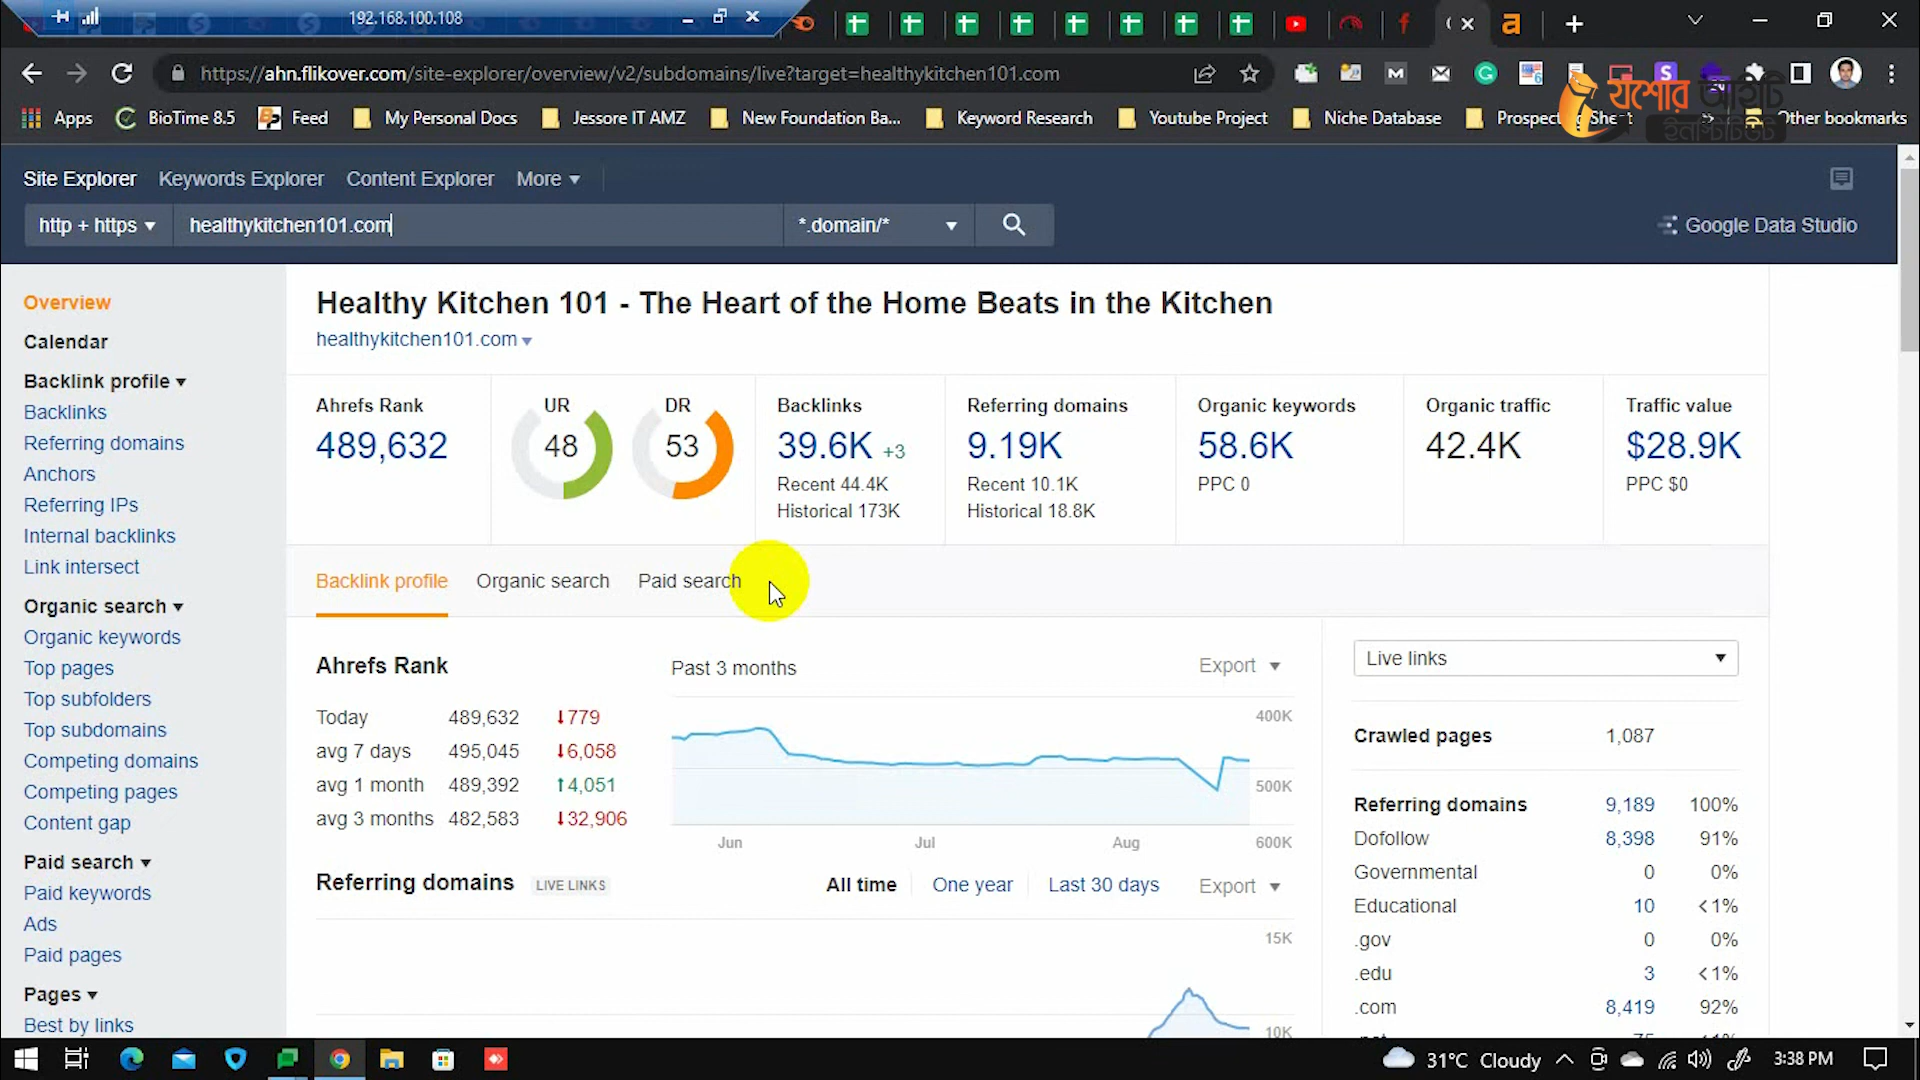 192.168.100.108
https://ahn.flikover.com/site-explorer/overview/v2/subdomains/live?target=healthykitchen101.com
যশোর আইটি
ইনস্টিটিউট
Apps BioTime 8.5 Feed My Personal Docs Jessore IT AMZ New Foundation Ba... Keyword Research Youtube Project Niche Database Other bookmarks
Site Explorer Keywords Explorer Content Explorer More
http + https healthykitchen101.com *.domain/* Google Data Studio
Overview
Calendar
Backlink profile
Backlinks
Referring domains
Anchors
Referring IPs
Internal backlinks
Link intersect
Organic search
Organic keywords
Top pages
Top subfolders
Top subdomains
Competing domains
Competing pages
Content gap
Paid search
Paid keywords
Ads
Paid pages
Pages
Best by links
Healthy Kitchen 101 - The Heart of the Home Beats in the Kitchen
healthykitchen101.com
Ahrefs Rank UR DR Backlinks Referring domains Organic keywords Organic traffic Traffic value
489,632 48 53 39.6K +3 9.19K 58.6K 42.4K $28.9K
Recent 44.4K Recent 10.1K PPC 0 PPC $0
Historical 173K Historical 18.8K
Backlink profile Organic search Paid search
Ahrefs Rank Past 3 months Export
Today 489,632 ↓779
avg 7 days 495,045 ↓6,058
avg 1 month 489,392 ↑4,051
avg 3 months 482,583 ↓32,906
400K
500K
600K
Jun Jul Aug
Referring domains LIVE LINKS All time One year Last 30 days Export
15K
10K
Live links
Crawled pages 1,087
Referring domains 9,189 100%
Dofollow 8,398 91%
Governmental 0 0%
Educational 10 <1%
.gov 0 0%
.edu 3 <1%
.com 8,419 92%
31°C Cloudy 3:38 PM